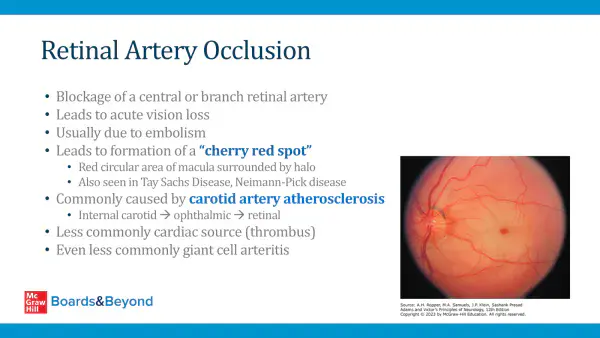 Retinal Artery Occlusion
• Blockage of a central or branch retinal artery
• Leads to acute vision loss
• Usually due to embolism
• Leads to formation of a “cherry red spot”
• Red circular area of macula surrounded by halo
• Also seen in Tay Sachs Disease, Neimann-Pick disease
• Commonly caused by carotid artery atherosclerosis
• Internal carotid → ophthalmic → retinal
• Less commonly cardiac source (thrombus)
• Even less commonly giant cell arteritis
Mc
Graw
Hill
Boards&Beyond
Source: A.H. Ropper, M.A. Samuels, J.P. Klein, Sashank Prasad
Adams and Victor's Principles of Neurology, 12th Edition
Copyright © 2023 by McGraw-Hill Education. All rights reserved.